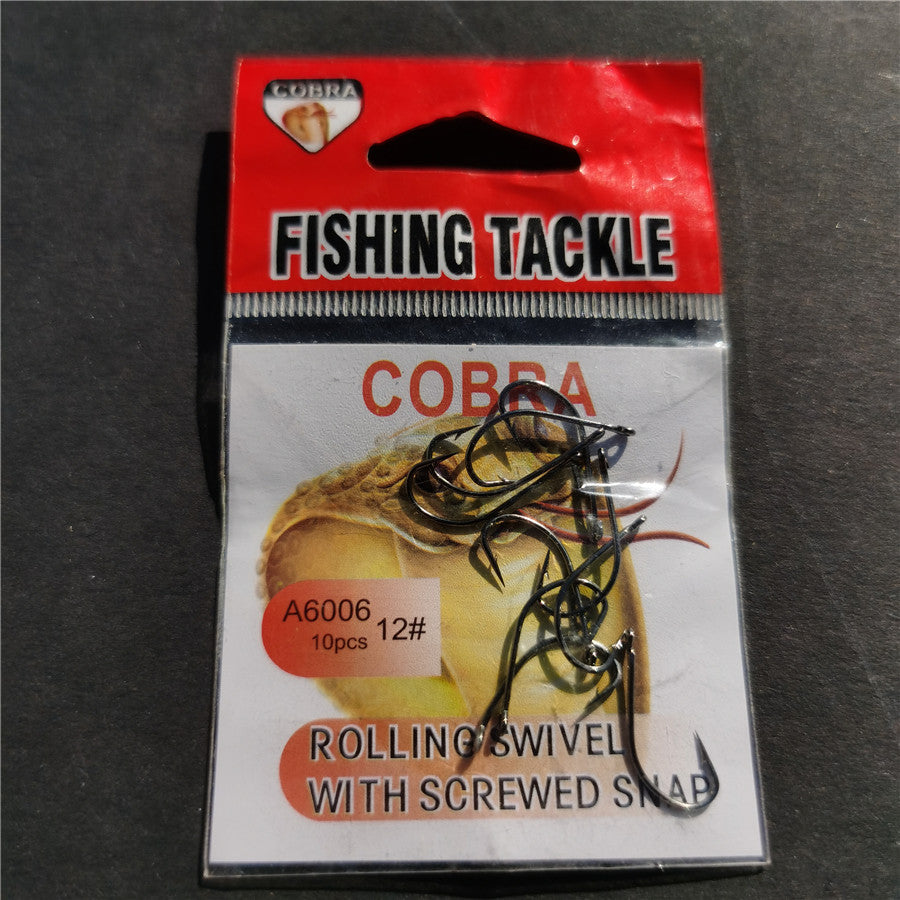 COBRA
FISHING TACKLE
COBRA
A6006
10pcs 12#
ROLLING SWIVEL
WITH SCREWED SNAP